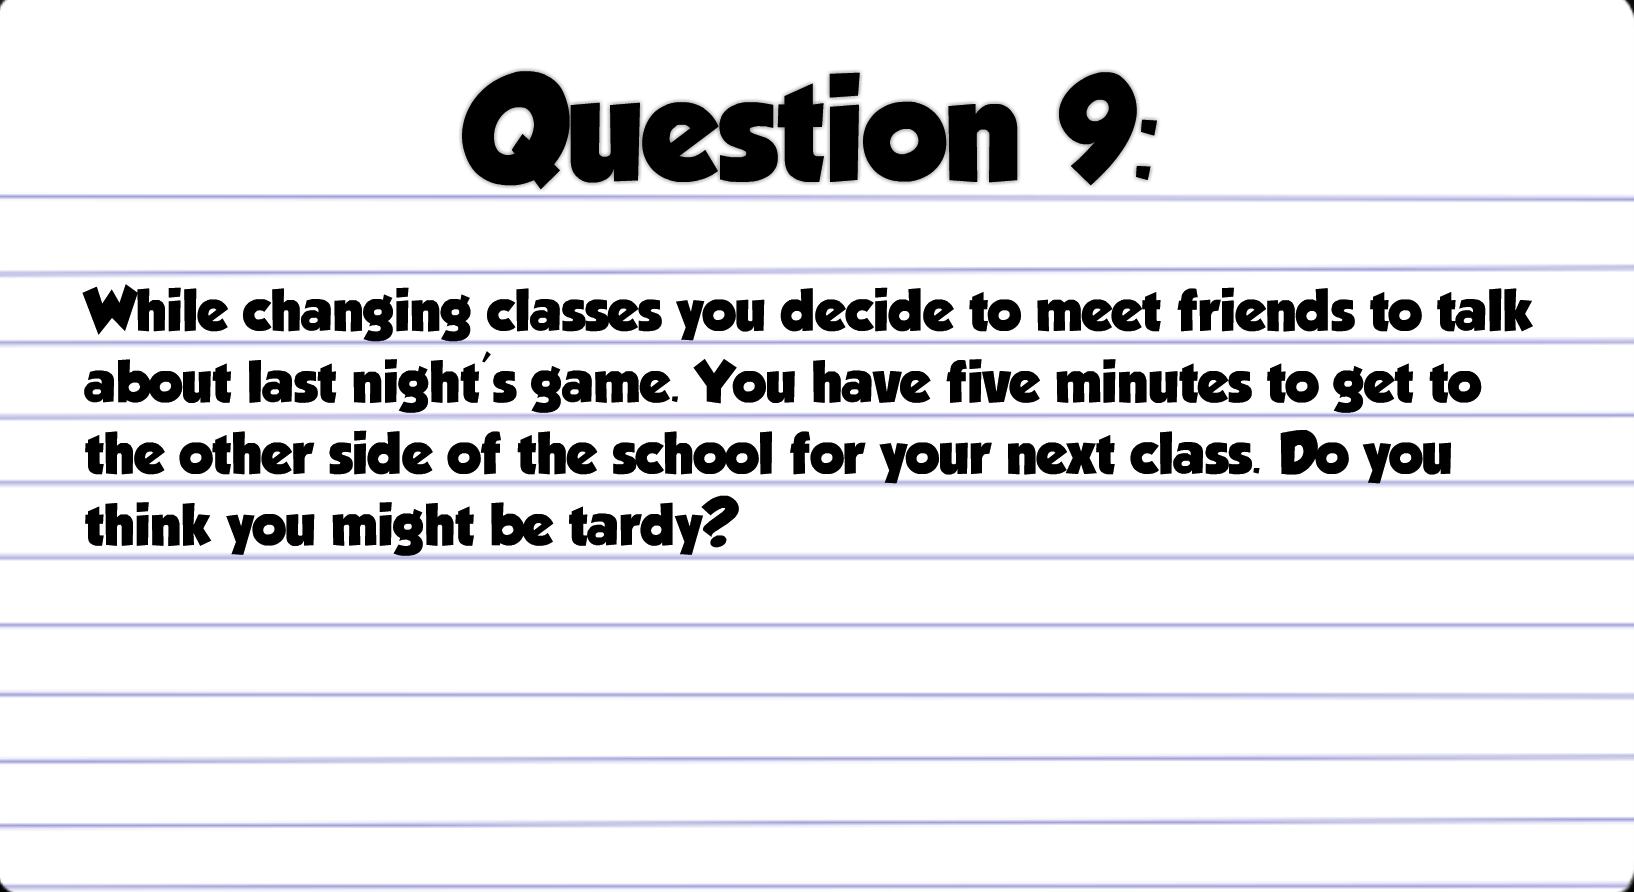 Question 9:
While changing classes you decide to meet friends to talk
about last night's game. You have five minutes to get to
the other side of the school for your next class. Do you
think you might be tardy?